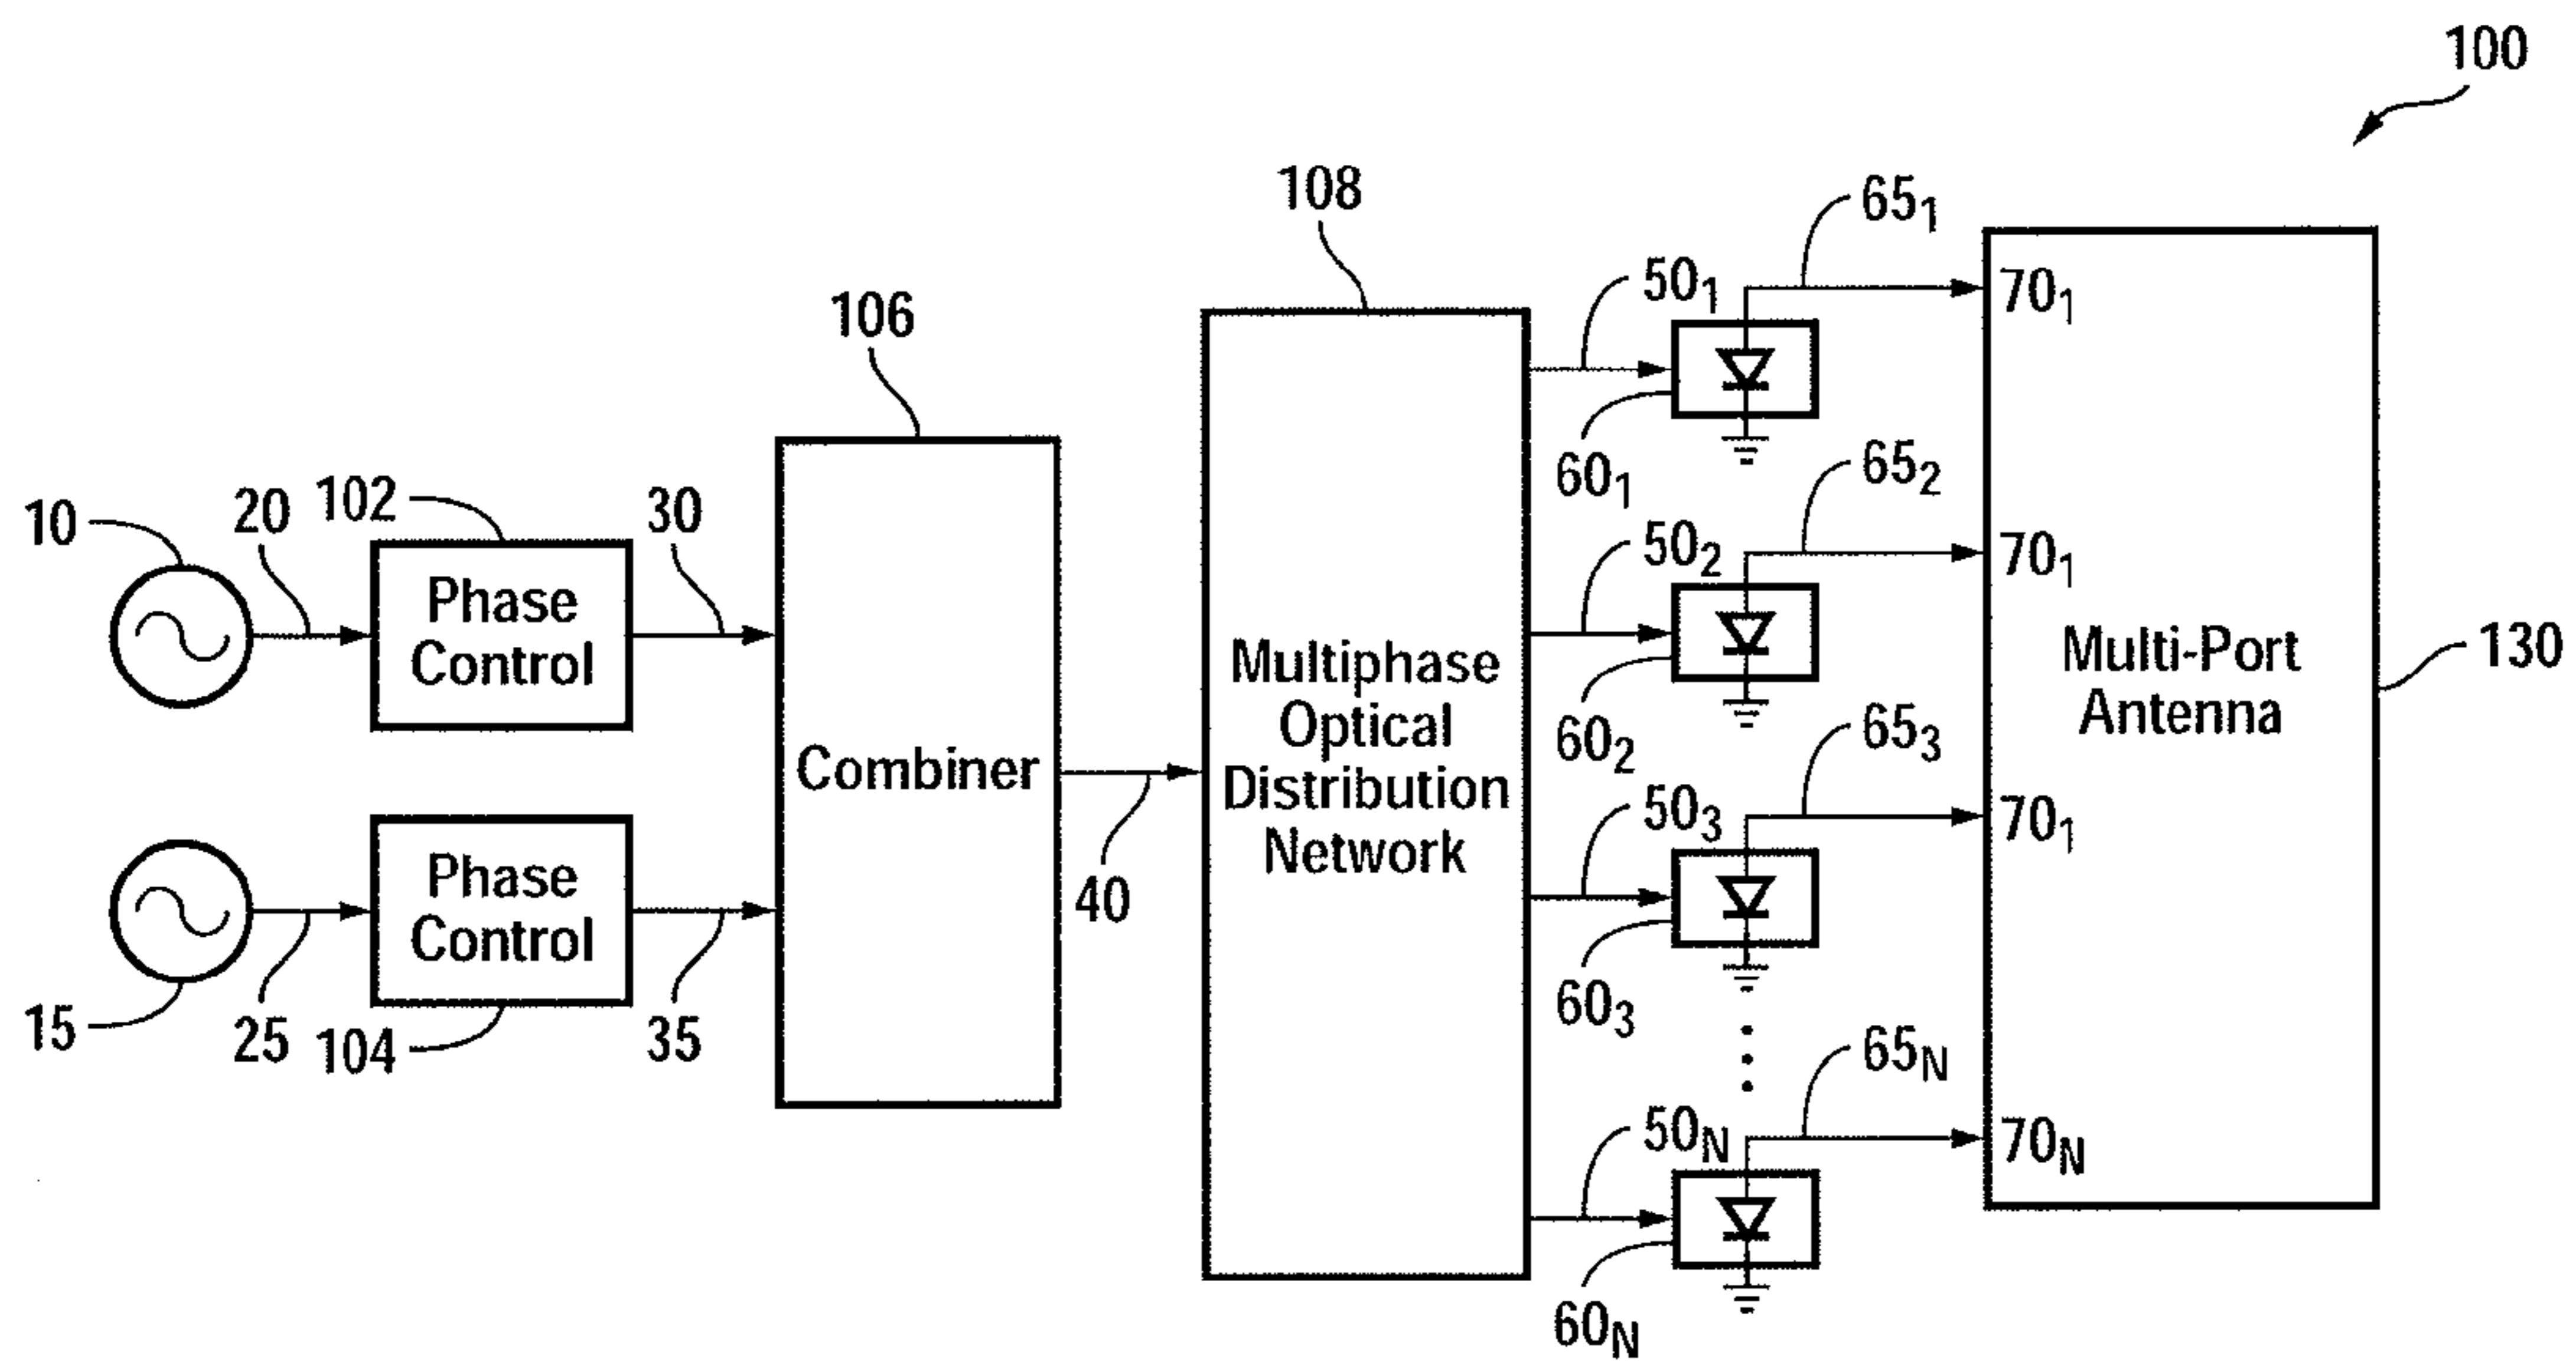 100
108
65₁
50₁
70₁
106
60₁
65₂
102
20
30
10
50₂
70₁
Phase
Control
Multiphase
Optical
Distribution
Network
Multi-Port
Antenna
130
60₂
65₃
Combiner
50₃
70₁
Phase
Control
40
60₃
15
25
104
35
65ₙ
50ₙ
70ₙ
60ₙ